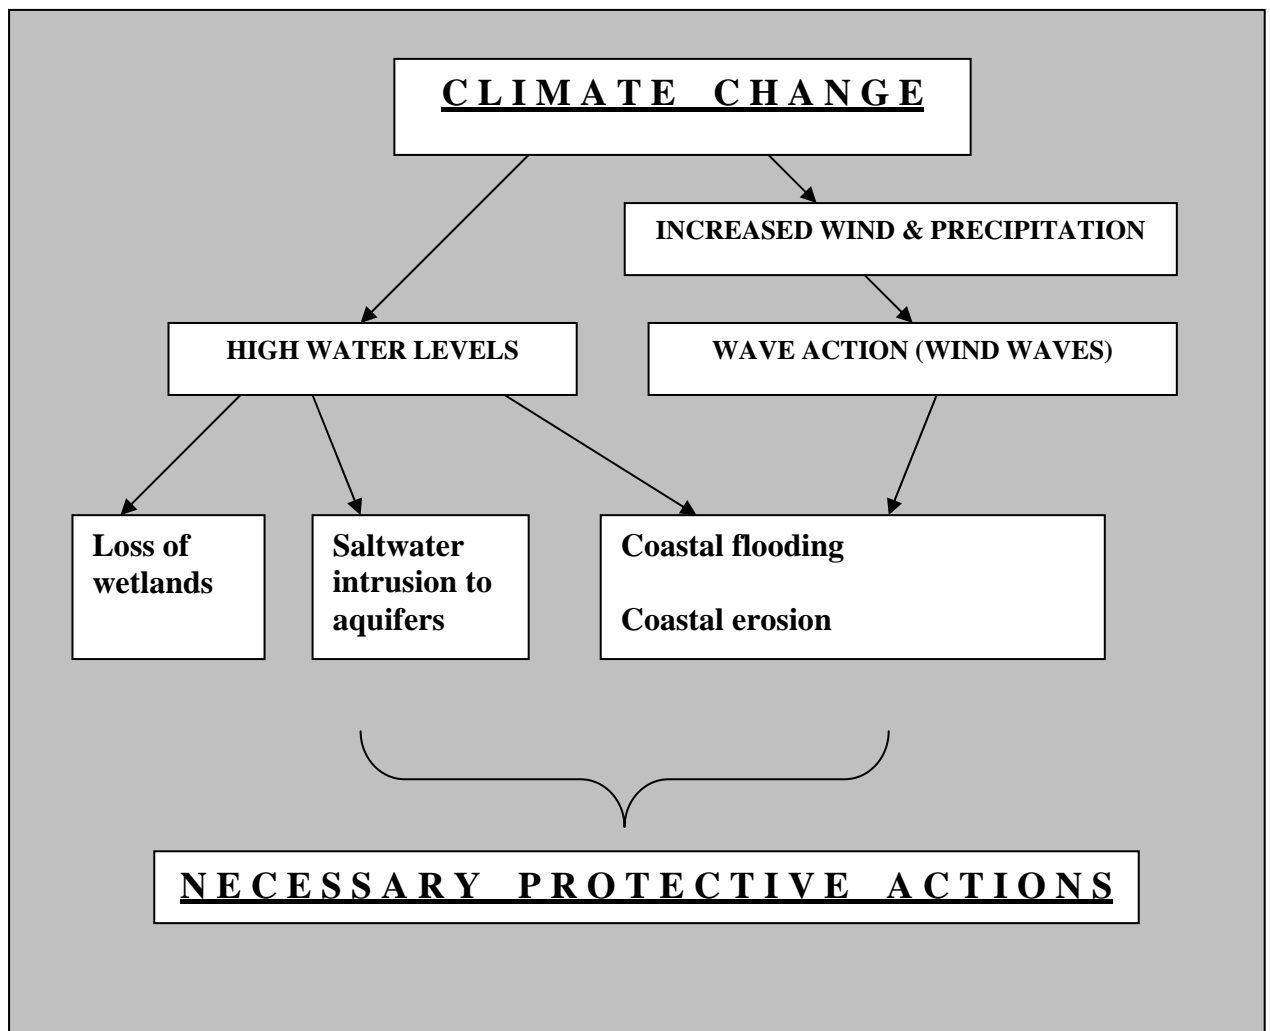 CLIMATE CHANGE
INCREASED WIND & PRECIPITATION
HIGH WATER LEVELS
WAVE ACTION (WIND WAVES)
Loss of
wetlands
Saltwater
intrusion to
aquifers
Coastal flooding
Coastal erosion
NECESSARY PROTECTIVE ACTIONS